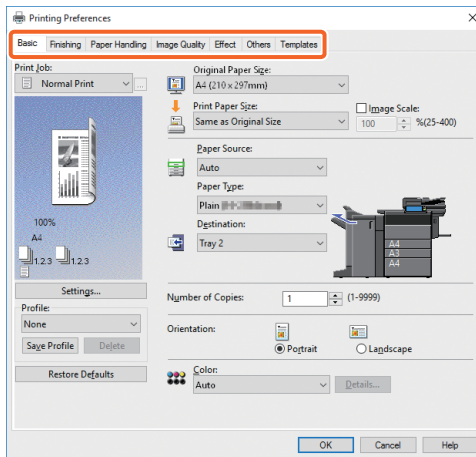 Printing Preferences
Basic Finishing Paper Handling Image Quality Effect Others Templates
Print Job:
Normal Print
...
100%
A4
1.2.3 1.2.3
Settings...
Profile:
None
Save Profile Delete
Restore Defaults
Original Paper Size:
A4 (210 x 297mm)
Print Paper Size:
Same as Original Size
Image Scale:
100 %(25-400)
Paper Source:
Auto
Paper Type:
Plain
Destination:
Tray 2
A4
A3
A4
Number of Copies: 1 (1-9999)
Orientation:
Portrait Landscape
Color:
Auto Details...
OK Cancel Help